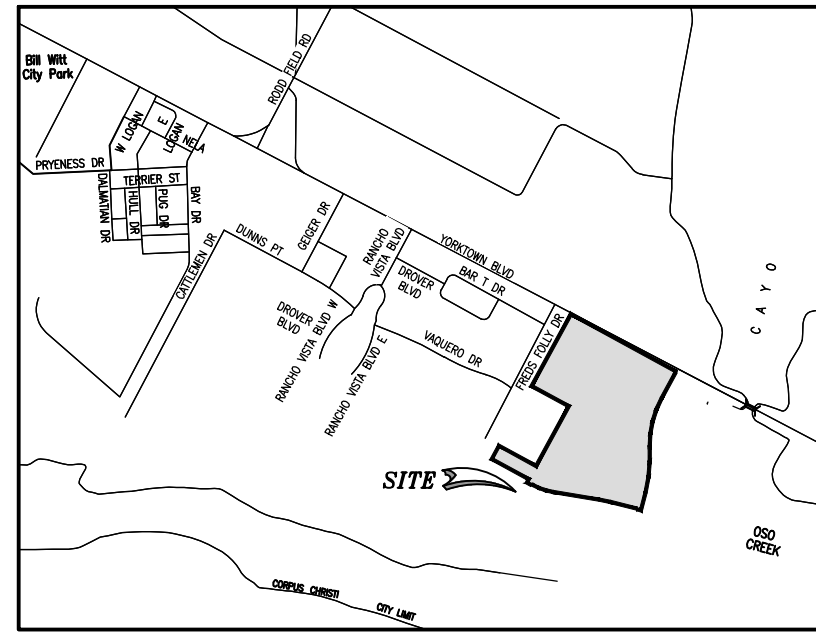 Bill Witt
City Park
RODD FIELD RD
W LOGAN
E
LOGAN
NELA
PRYENESS DR
TERRIER ST
DALMATIAN DR
HULL DR
PUG DR
BAY DR
CATTLEMEN DR
DUNNS PT
GEIGER DR
RANCHO
VISTA BLVD
YORKTOWN BLVD
BAR T DR
DROVER
BLVD
DROVER
BLVD
RANCHO VISTA BLVD W
RANCHO VISTA BLVD E
VAQUERO DR
FREDS FOLLY DR
CAYO
SITE
OSO
CREEK
CORPUS CHRISTI
CITY LIMIT